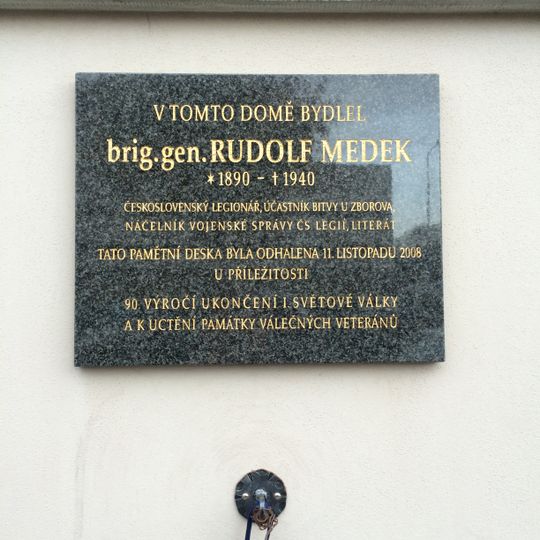 V TOMTO DOMĚ BYDLEL
brig.gen. RUDOLF MEDEK
* 1890 – † 1940
ČESKOSLOVENSKÝ LEGIONÁŘ, ÚČASTNÍK BITVY U ZBOROVA,
NÁČELNÍK VOJENSKÉ SPRÁVY ČS LEGIÍ, LITERÁT
TATO PAMĚTNÍ DESKA BYLA ODHALENA 11. LISTOPADU 2008
U PŘÍLEŽITOSTI
90. VYROČÍ UKONČENÍ I. SVĚTOVÉ VÁLKY
A K UCTĚNÍ PAMÁTKY VÁLEČNÝCH VETERÁNŮ